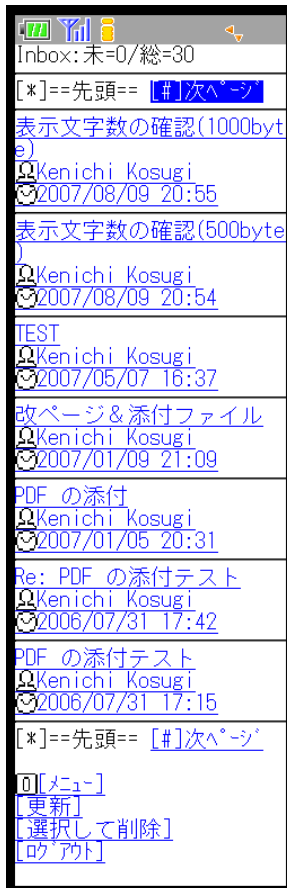 Inbox:未=0/総=30
[*]==先頭== [#]次ﾍﾟｰｼﾞ
表示文字数の確認(1000byt
e)
Kenichi Kosugi
2007/08/09 20:55
表示文字数の確認(500byte
)
Kenichi Kosugi
2007/08/09 20:54
TEST
Kenichi Kosugi
2007/05/07 16:37
改ページ＆添付ファイル
Kenichi Kosugi
2007/01/09 21:09
PDF の添付
Kenichi Kosugi
2007/01/05 20:31
Re: PDF の添付テスト
Kenichi Kosugi
2006/07/31 17:42
PDF の添付テスト
Kenichi Kosugi
2006/07/31 17:15
[*]==先頭== [#]次ﾍﾟｰｼﾞ
0[ﾒﾆｭｰ]
[更新]
[選択して削除]
[ﾛｸﾞｱｳﾄ]